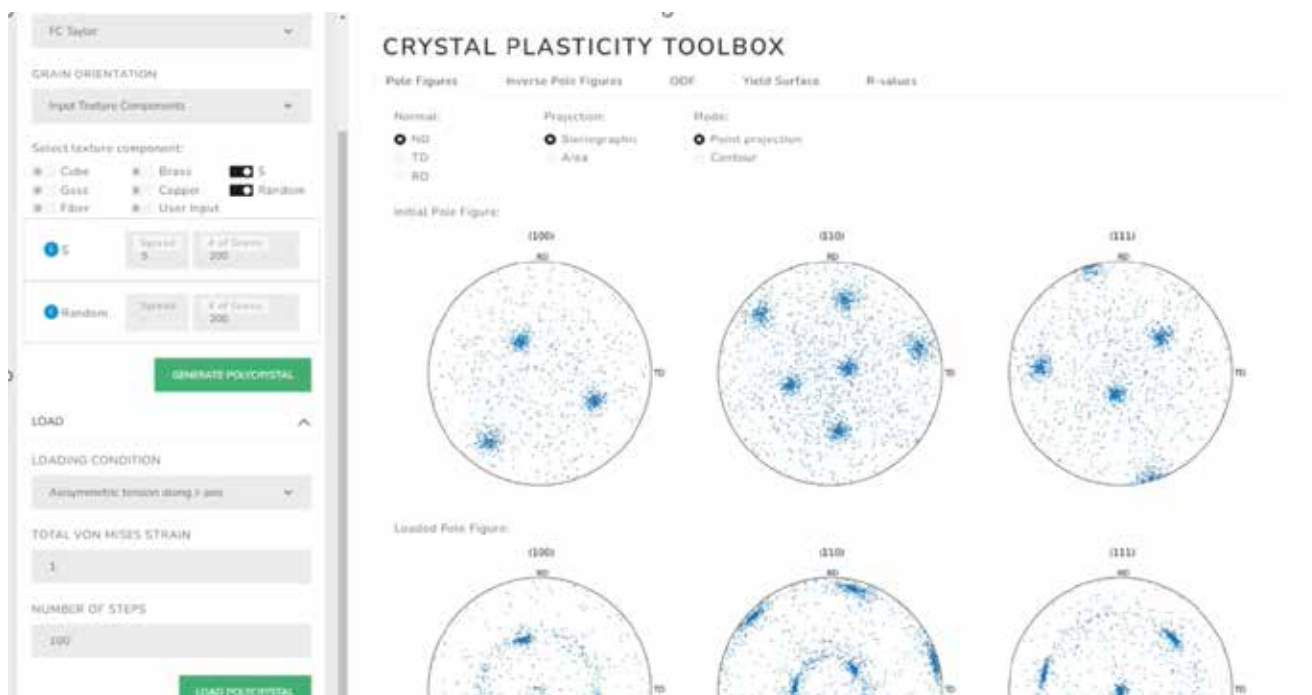 FC Taylor
GRAIN ORIENTATION
Input Texture Components
Select texture component:
Cube Brass S
Goss Copper Random
Fiber User Input
S Spread 5 # of Grains 200
Random Spread # of Grains 200
GENERATE POLYCRYSTAL
LOAD
LOADING CONDITION
Axisymmetric tension along
TOTAL VON MISES STRAIN
1
NUMBER OF STEPS
100
LOAD POLYCRYSTAL
CRYSTAL PLASTICITY TOOLBOX
Pole Figures Inverse Pole Figures ODF Yield Surface R-values
Normal: Projection: Mode:
ND Stereographic Point projection
TD Area Contour
RD
Initial Pole Figure:
(100) (110) (111)
RD RD RD
TD TD TD
Loaded Pole Figure:
(100) (110) (111)
RD RD RD
TD TD TD